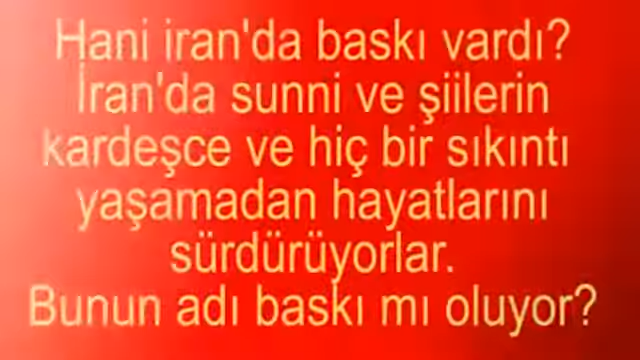 Hani iran'da baskı vardı?
İran'da sunni ve şiilerin
kardeşce ve hiç bir sıkıntı
yaşamadan hayatlarını
sürdürüyorlar.
Bunun adı baskı mı oluyor?